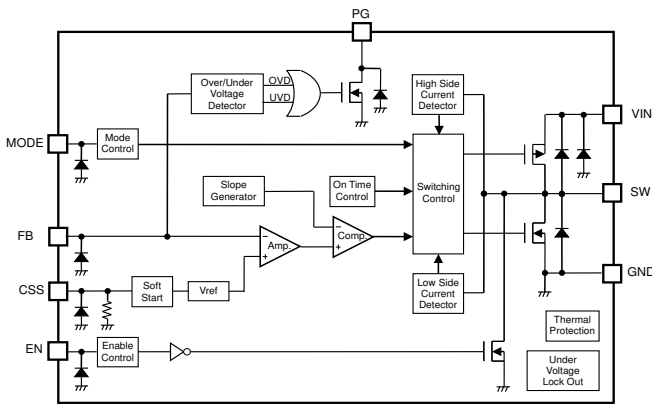 PG
Over/Under
Voltage
Detector
OVD
UVD
High Side
Current
Detector
VIN
MODE
Mode
Control
Slope
Generator
On Time
Control
Switching
Control
SW
FB
−
Amp.
+
−
Comp.
+
CSS
Soft
Start
Vref
Low Side
Current
Detector
GND
Thermal
Protection
EN
Enable
Control
Under
Voltage
Lock Out